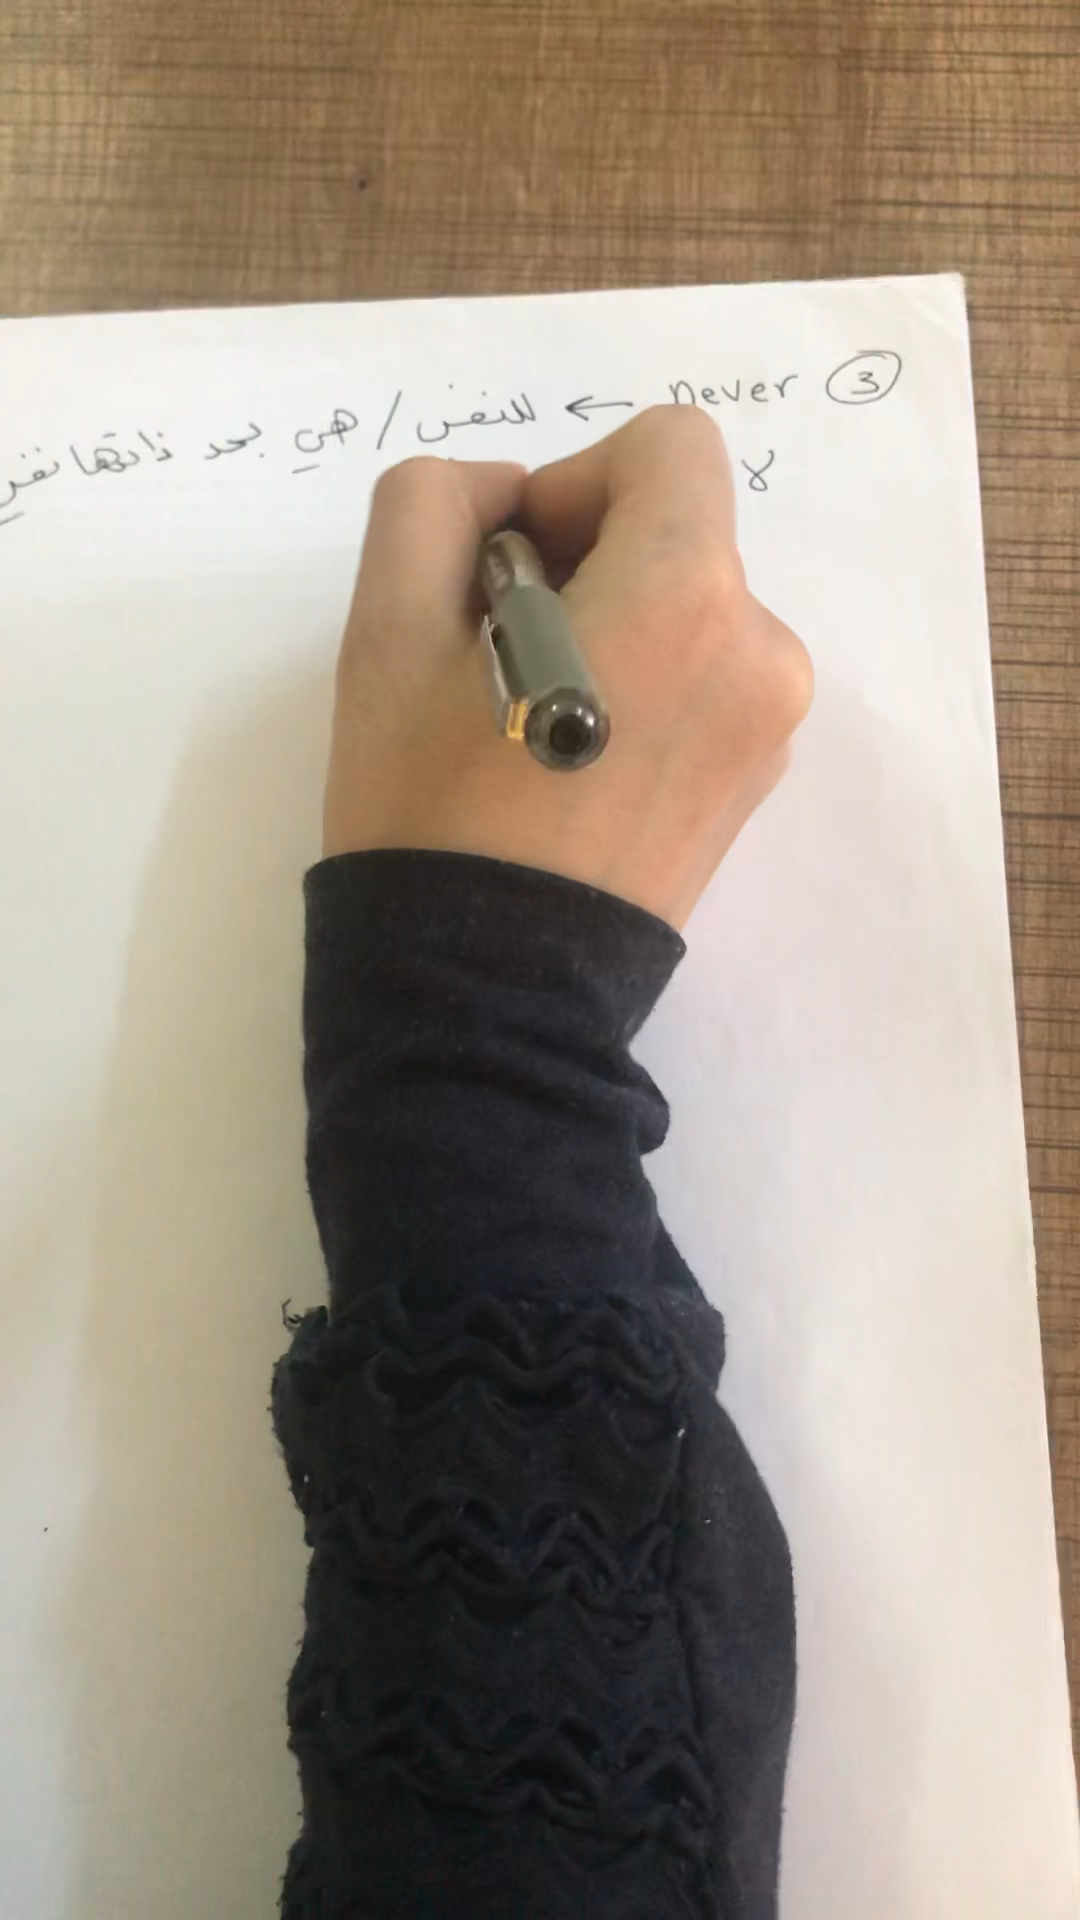 ③ never ← للنفي / هي بحد ذاتها نفي
لا